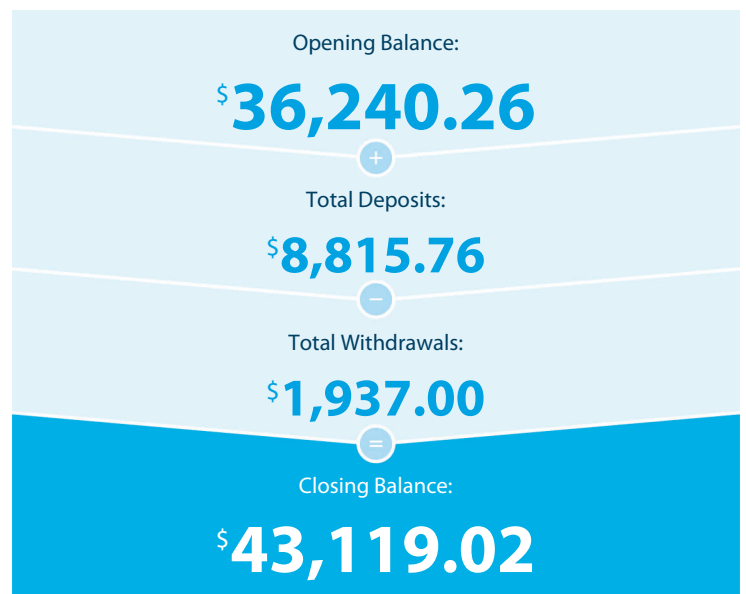 Opening Balance:
$36,240.26
+
Total Deposits:
$8,815.76
−
Total Withdrawals:
$1,937.00
=
Closing Balance:
$43,119.02